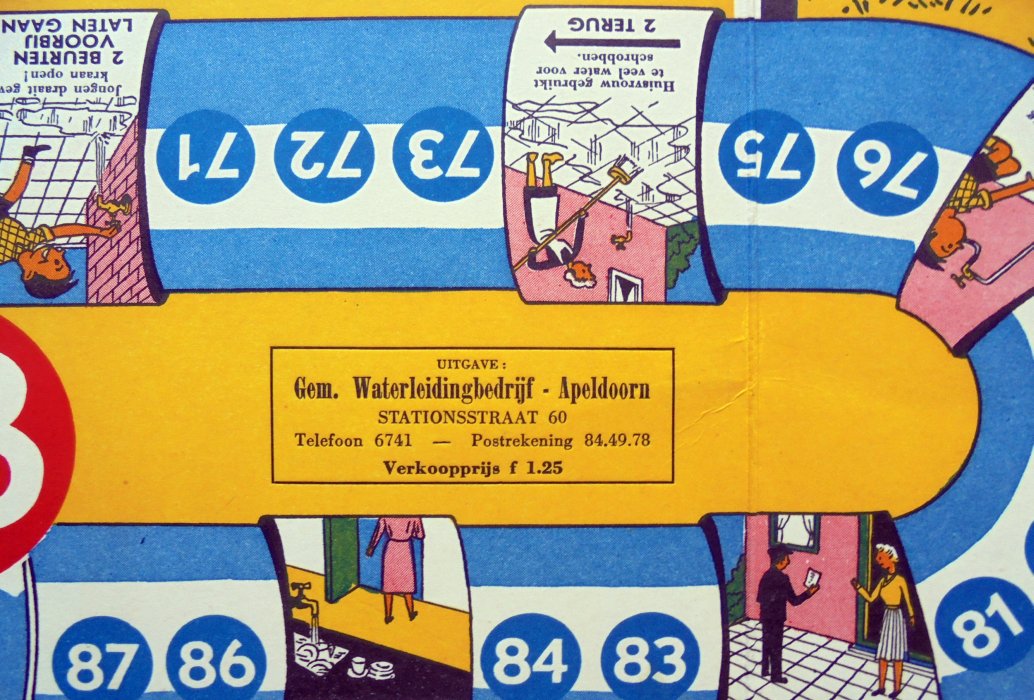 2 BEURTEN
VOORBIJ
LATEN GAAN
Jongen draait
kraan open!
2 TERUG
Huisvrouw gebruikt
te veel water voor
schrobben.
71
72
73
75
76
UITGAVE:
Gem. Waterleidingbedrijf - Apeldoorn
STATIONSSTRAAT 60
Telefoon 6741 — Postrekening 84.49.78
Verkoopprijs f 1.25
87
86
84
83
81